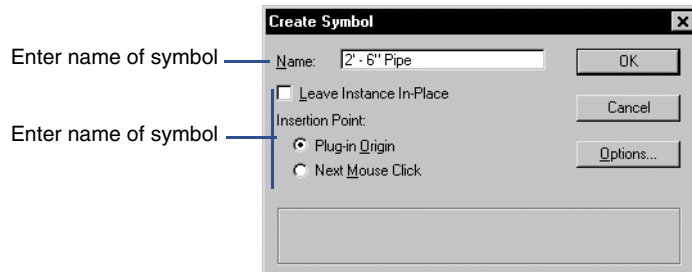 Create Symbol
Enter name of symbol
Name: 2' - 6" Pipe
OK
Leave Instance In-Place
Cancel
Enter name of symbol
Insertion Point:
Plug-in Origin
Options...
Next Mouse Click